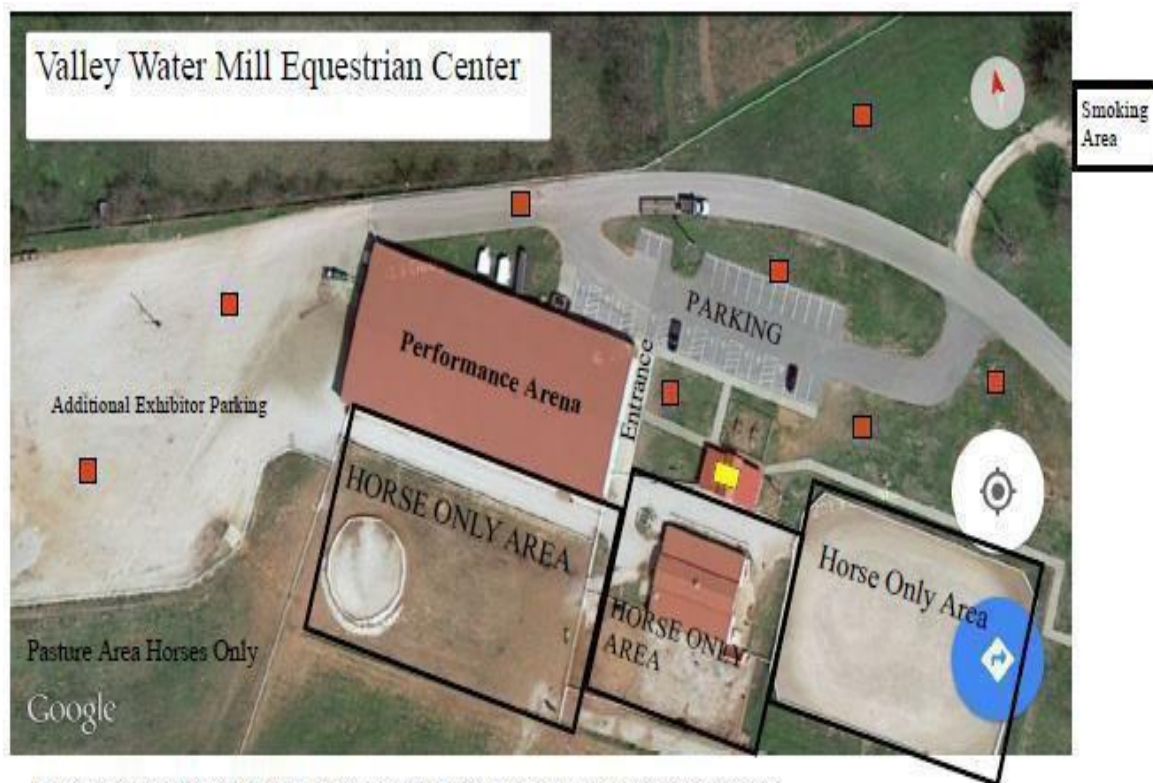 Valley Water Mill Equestrian Center
Smoking
Area
PARKING
Performance Arena
Entrance
Additional Exhibitor Parking
HORSE ONLY AREA
HORSE ONLY
AREA
Horse Only Area
Pasture Area Horses Only
Google